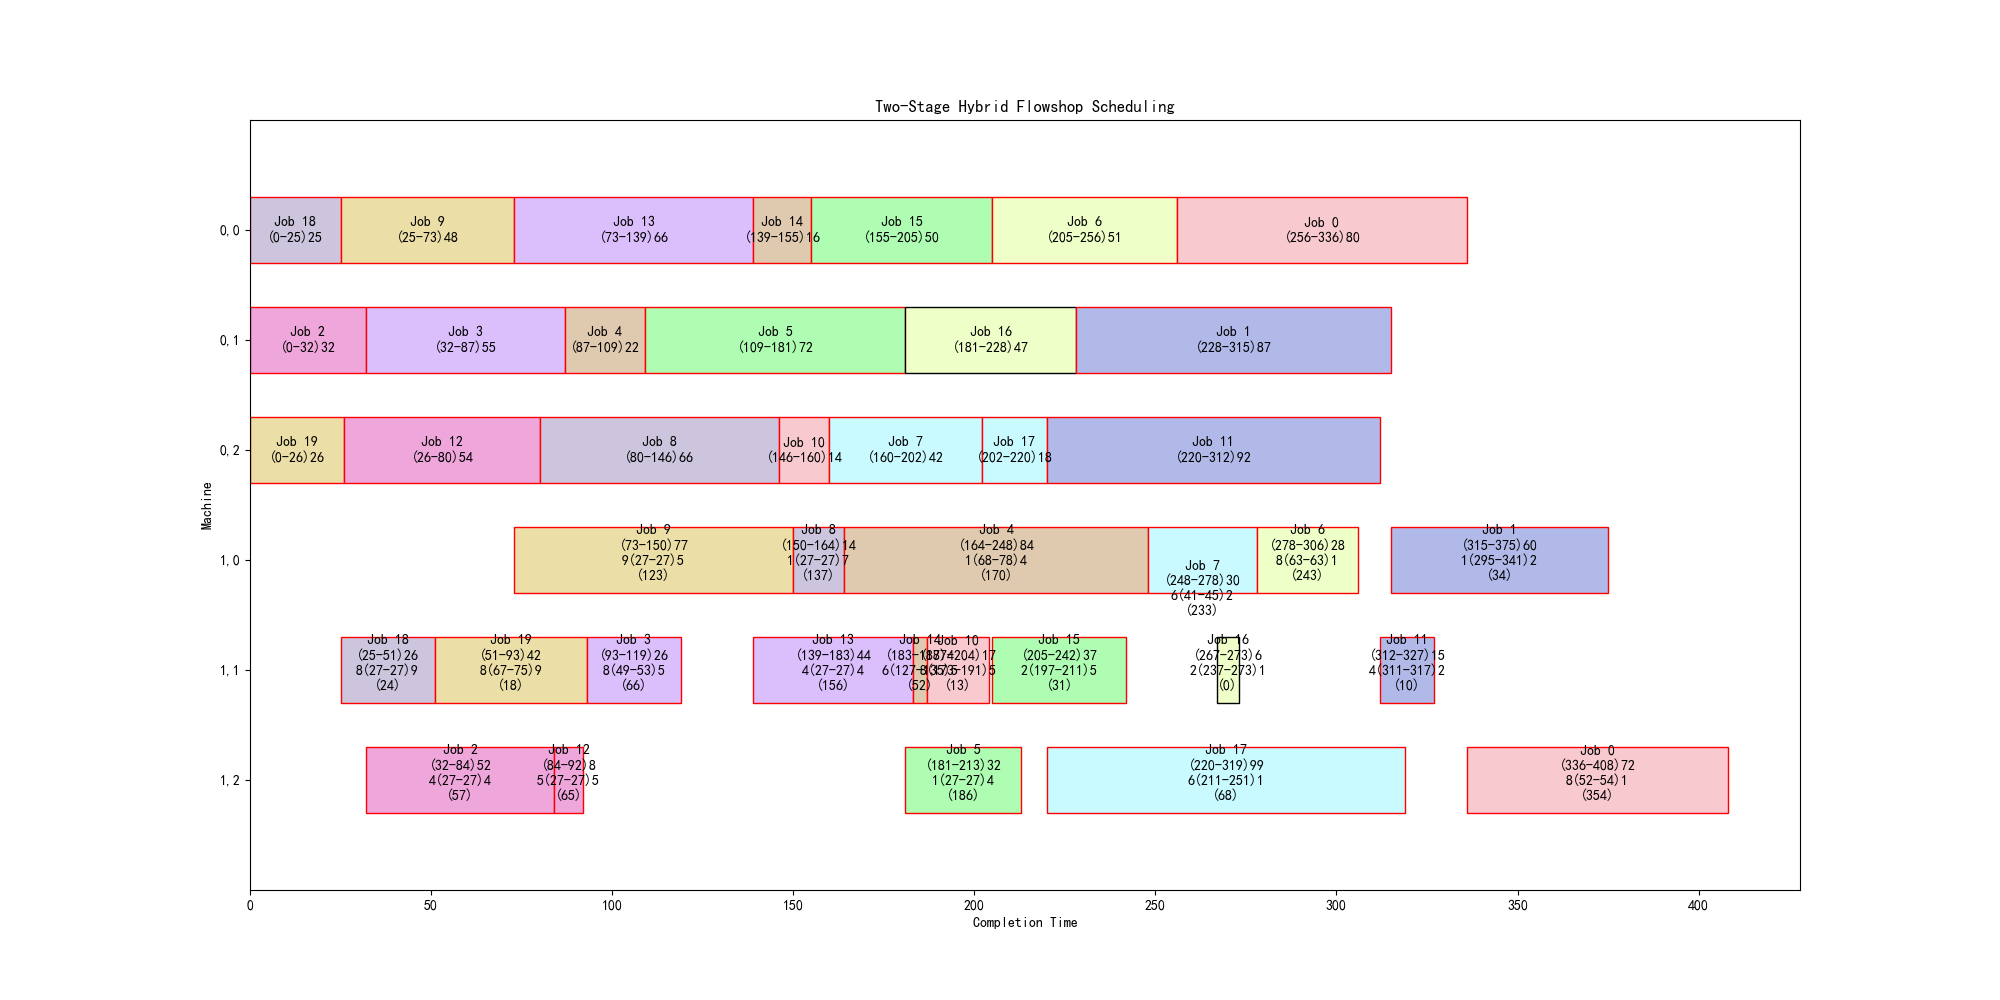 Two-Stage Hybrid Flowshop Scheduling
0,0
Job 18
(0-25)25
Job 9
(25-73)48
Job 13
(73-139)66
Job 14
(139-155)16
Job 15
(155-205)50
Job 6
(205-256)51
Job 0
(256-336)80
0,1
Job 2
(0-32)32
Job 3
(32-87)55
Job 4
(87-109)22
Job 5
(109-181)72
Job 16
(181-228)47
Job 1
(228-315)87
0,2
Job 19
(0-26)26
Job 12
(26-80)54
Job 8
(80-146)66
Job 10
(146-160)14
Job 7
(160-202)42
Job 17
(202-220)18
Job 11
(220-312)92
Machine
1,0
Job 9
(73-150)77
9(27-27)5
(123)
Job 8
(150-164)14
1(27-27)7
(137)
Job 4
(164-248)84
1(68-78)4
(170)
Job 7
(248-278)30
6(41-45)2
(233)
Job 6
(278-306)28
8(63-63)1
(243)
Job 1
(315-375)60
1(295-341)2
(34)
1,1
Job 18
(25-51)26
8(27-27)9
(24)
Job 19
(51-93)42
8(67-75)9
(18)
Job 3
(93-119)26
8(49-53)5
(66)
Job 13
(139-183)44
4(27-27)4
(156)
Job 14
(183-187)4
(52)
Job 10
(187-204)17
(13)
Job 15
(205-242)37
2(197-211)5
(31)
Job 16
(267-273)6
2(237-273)1
(0)
Job 11
(312-327)15
4(311-317)2
(10)
1,2
Job 2
(32-84)52
4(27-27)4
(57)
Job 12
(84-92)8
5(27-27)5
(65)
Job 5
(181-213)32
1(27-27)4
(186)
Job 17
(220-319)99
6(211-251)1
(68)
Job 0
(336-408)72
8(52-54)1
(354)
0 50 100 150 200 250 300 350 400
Completion Time